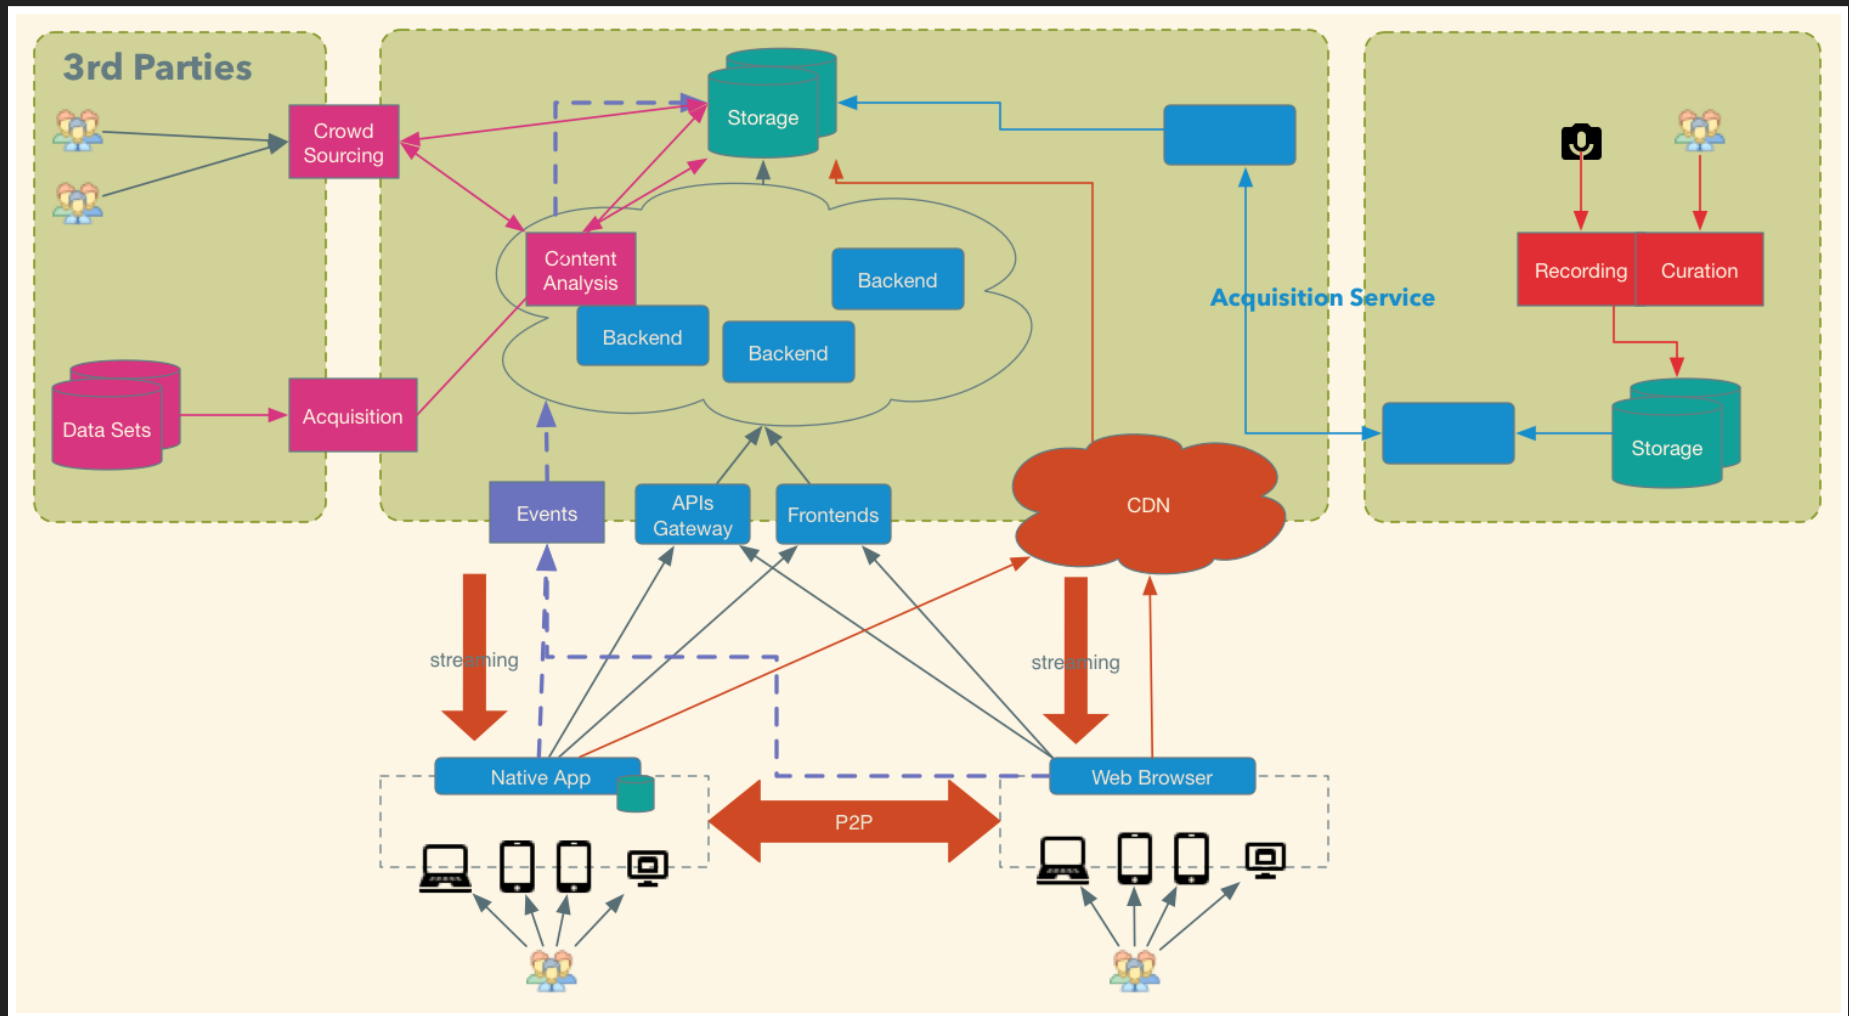 3rd Parties
Crowd
Sourcing
Storage
Content
Analysis
Backend
Backend
Backend
Acquisition Service
Recording
Curation
Data Sets
Acquisition
Storage
Events
APIs
Gateway
Frontends
CDN
streaming
streaming
Native App
Web Browser
P2P